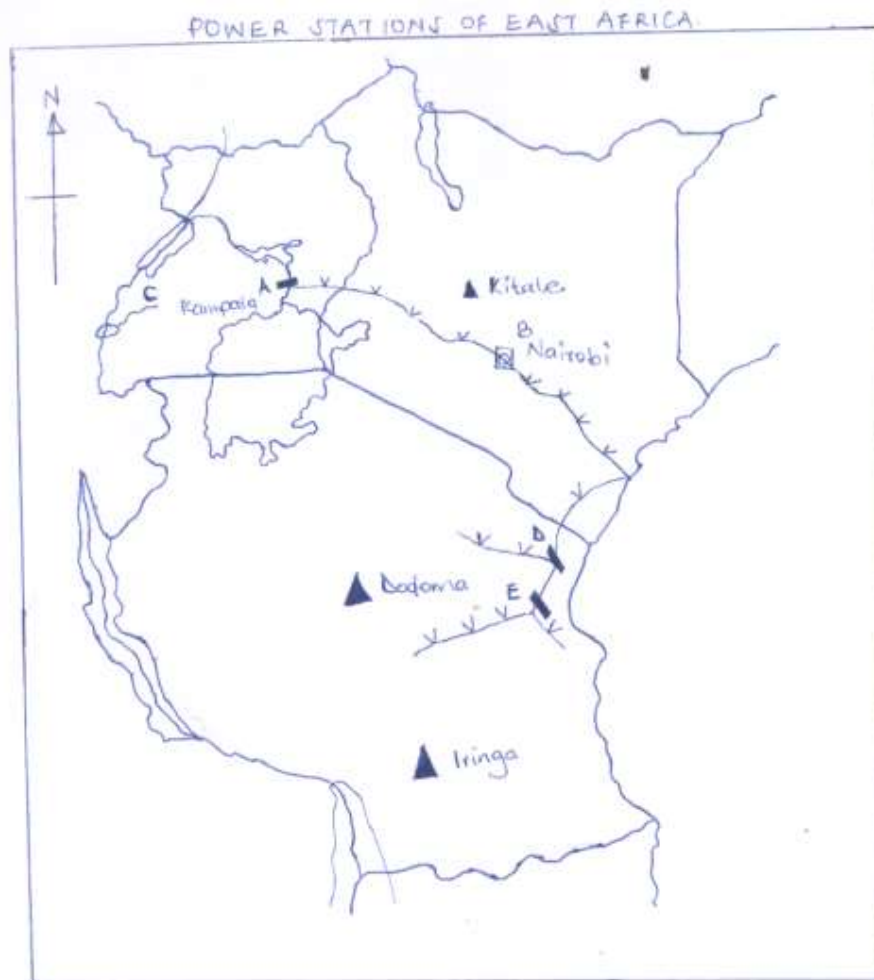 POWER STATIONS OF EAST AFRICA.
N
A
C
Kampala
Kitale
B
Nairobi
D
Dodoma
E
Iringa